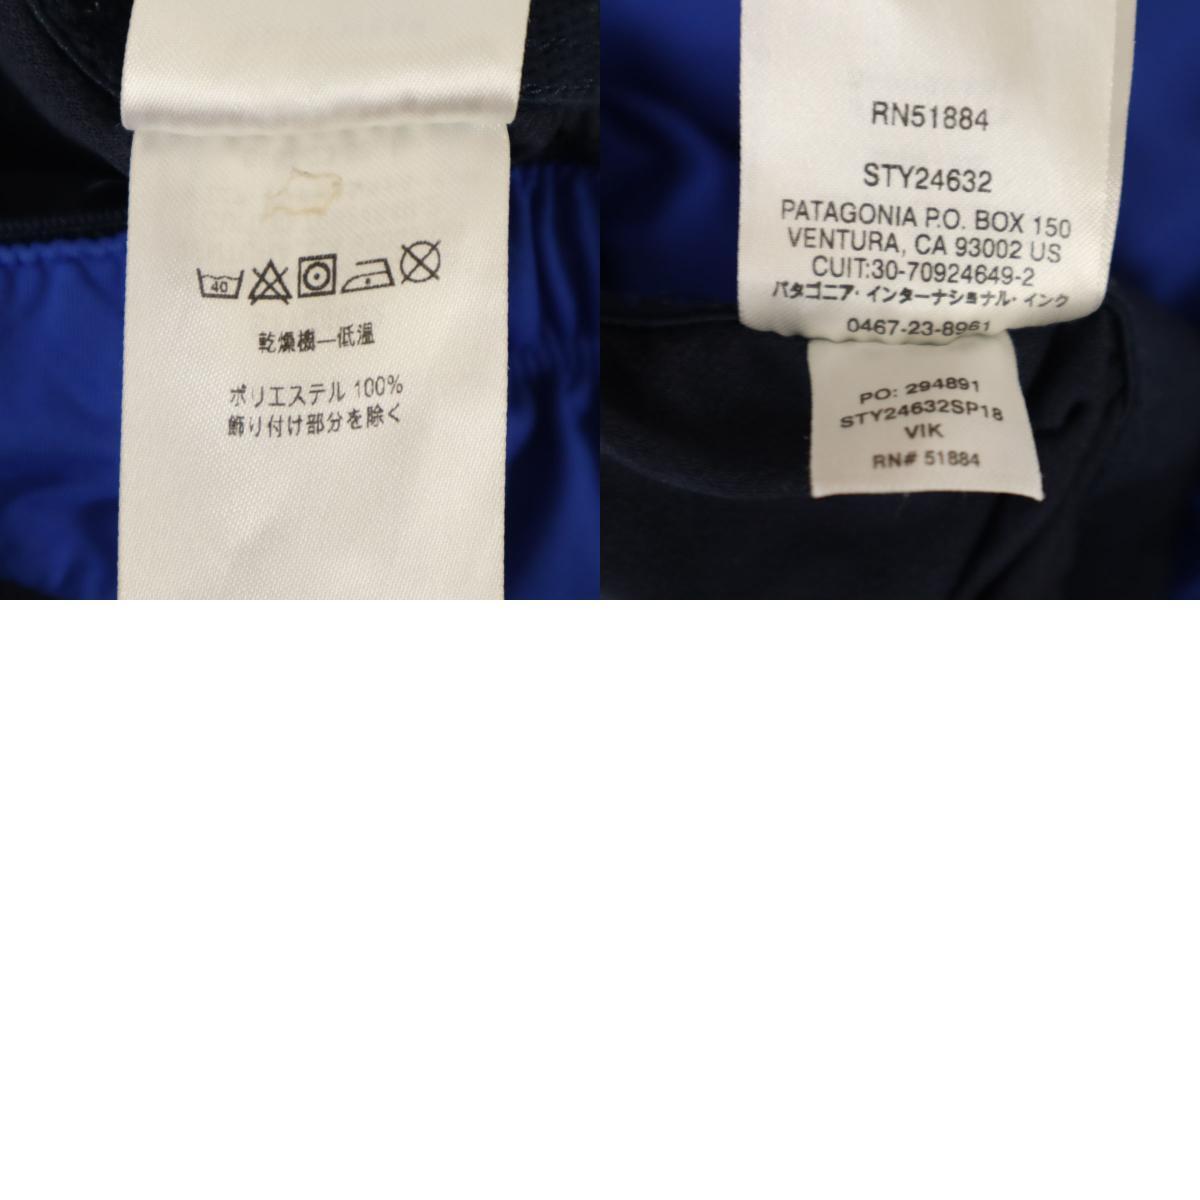 40
乾燥機—低温
ポリエステル 100%
飾り付け部分を除く
RN51884
STY24632
PATAGONIA P.O. BOX 150
VENTURA, CA 93002 US
CUIT:30-70924649-2
パタゴニア・インターナショナル・インク
0467-23-8961
PO: 294891
STY24632SP18
VIK
RN# 51884